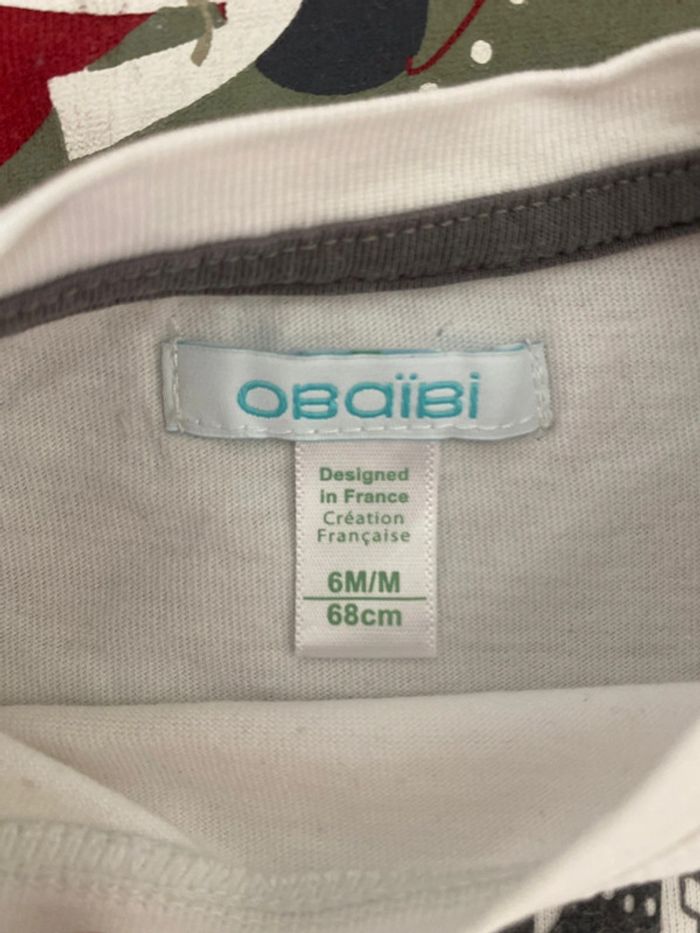 OBaïBi
Designed
in France
Création
Française
6M/M
68cm